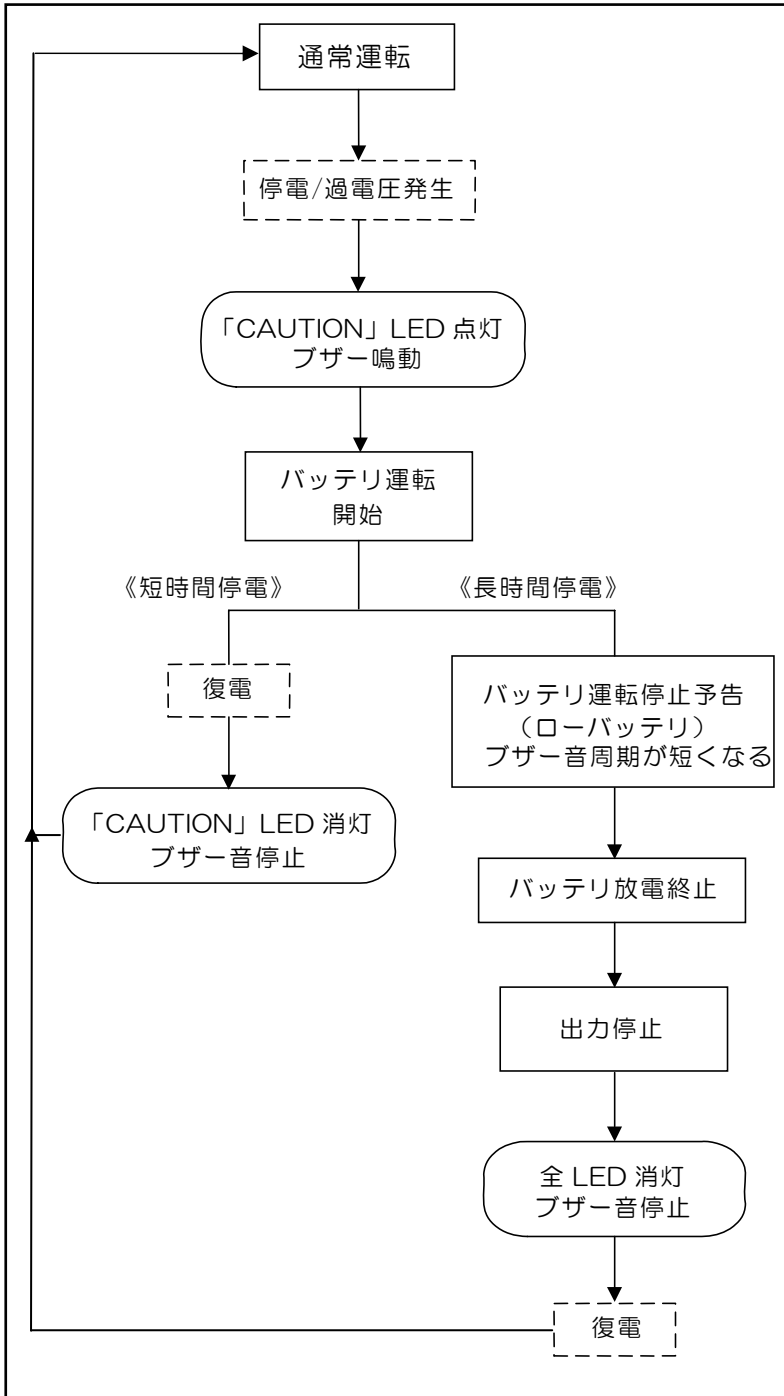 通常運転
停電/過電圧発生
「CAUTION」LED 点灯
ブザー鳴動
バッテリ運転
開始
《短時間停電》
《長時間停電》
復電
「CAUTION」LED 消灯
ブザー音停止
バッテリ運転停止予告
（ローバッテリ）
ブザー音周期が短くなる
バッテリ放電終止
出力停止
全 LED 消灯
ブザー音停止
復電